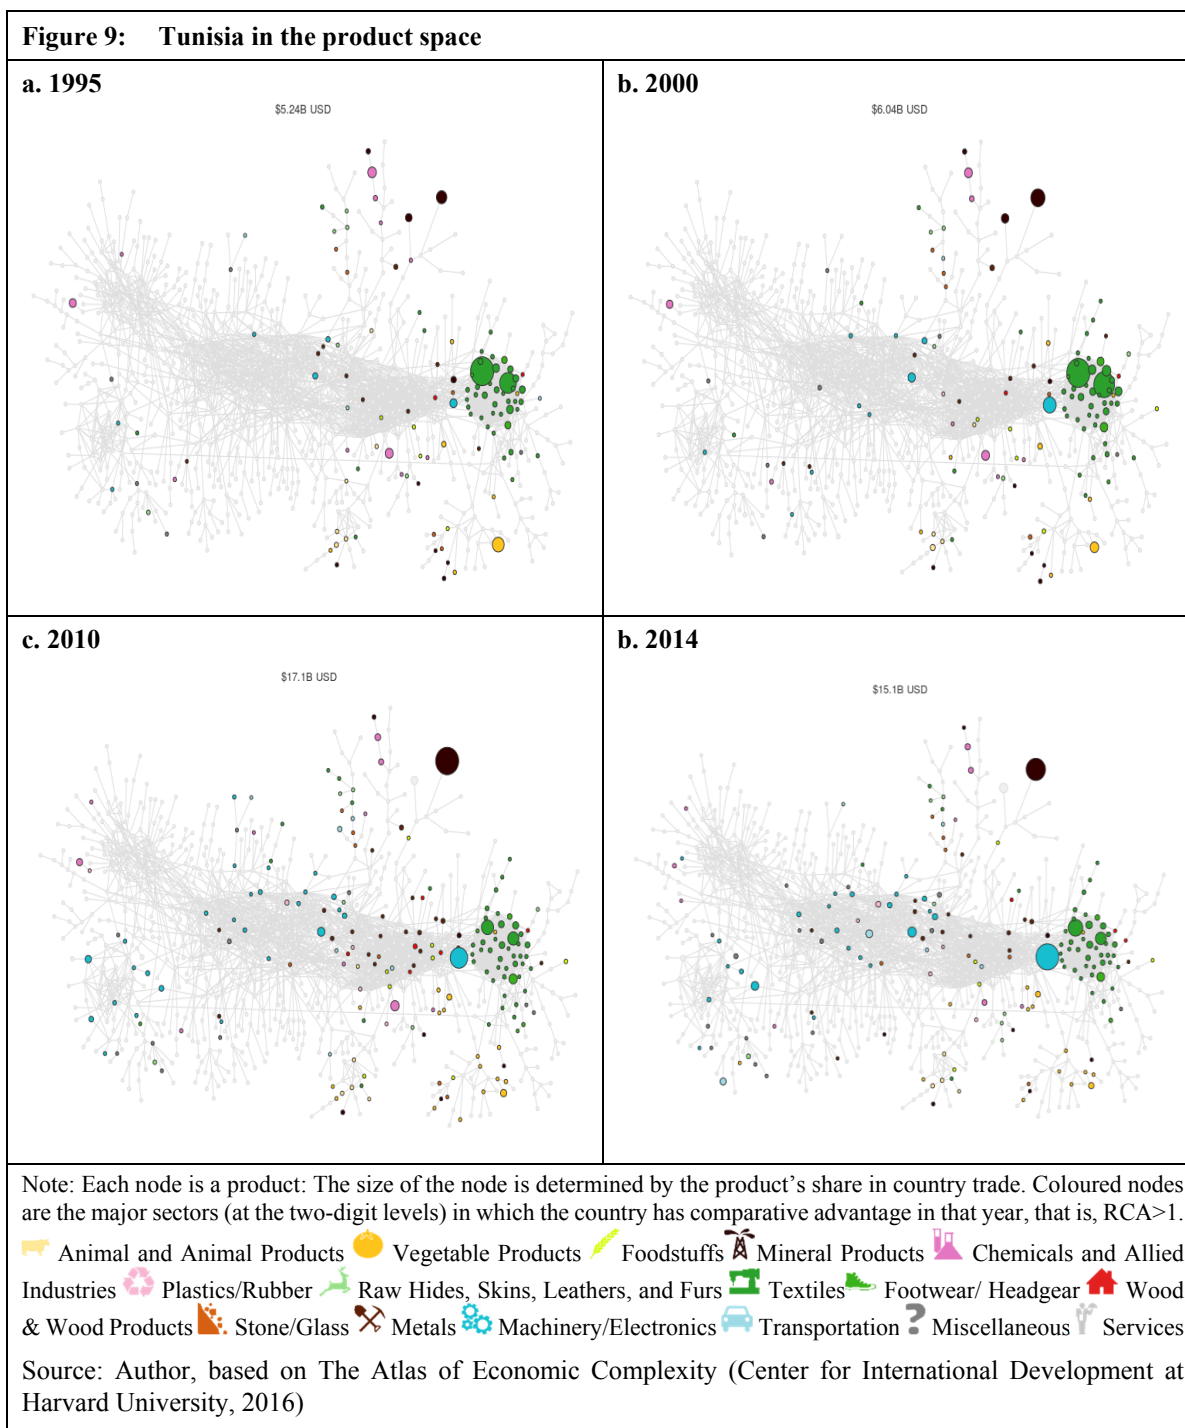 Figure 9: Tunisia in the product space
a. 1995
$5.24B USD
b. 2000
$6.04B USD
c. 2010
$17.1B USD
b. 2014
$15.1B USD
Note: Each node is a product: The size of the node is determined by the product's share in country trade. Coloured nodes
are the major sectors (at the two-digit levels) in which the country has comparative advantage in that year, that is, RCA>1.
Animal and Animal Products Vegetable Products Foodstuffs Mineral Products Chemicals and Allied
Industries Plastics/Rubber Raw Hides, Skins, Leathers, and Furs Textiles Footwear/ Headgear Wood
& Wood Products Stone/Glass Metals Machinery/Electronics Transportation ? Miscellaneous Services
Source: Author, based on The Atlas of Economic Complexity (Center for International Development at
Harvard University, 2016)